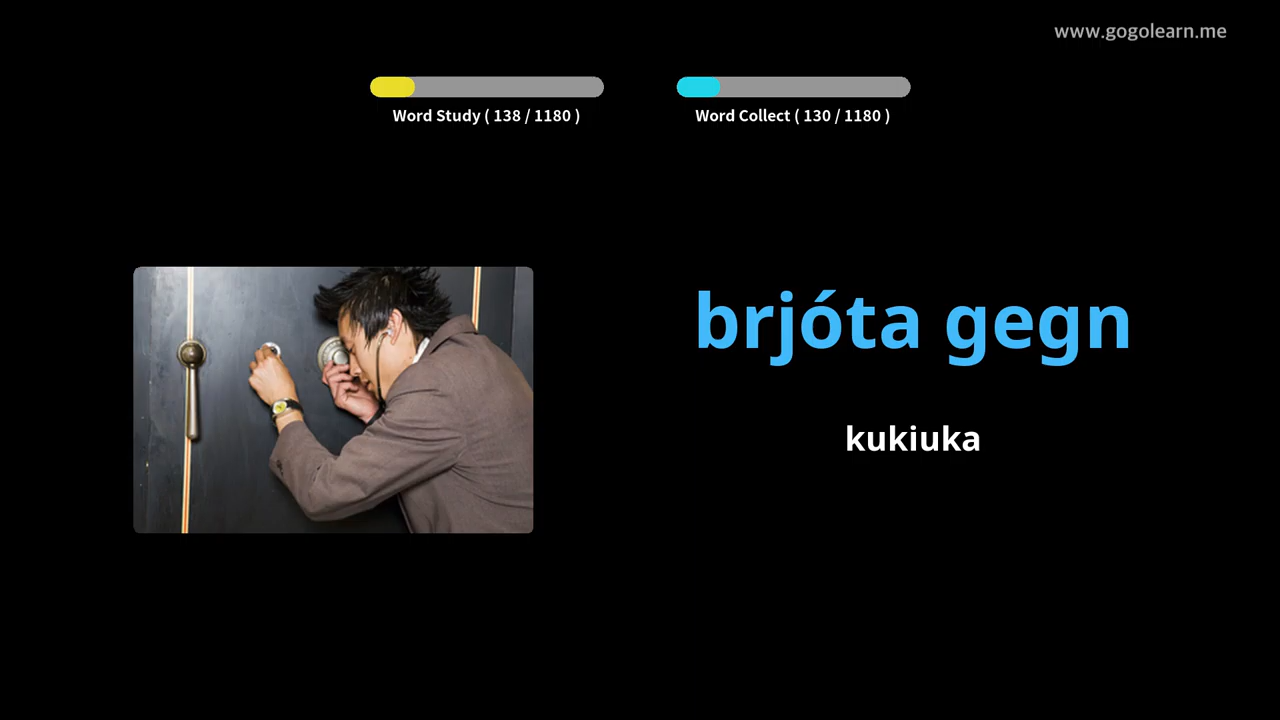 www.gogolearn.me
Word Study ( 138 / 1180 )
Word Collect ( 130 / 1180 )
brjóta gegn
kukiuka